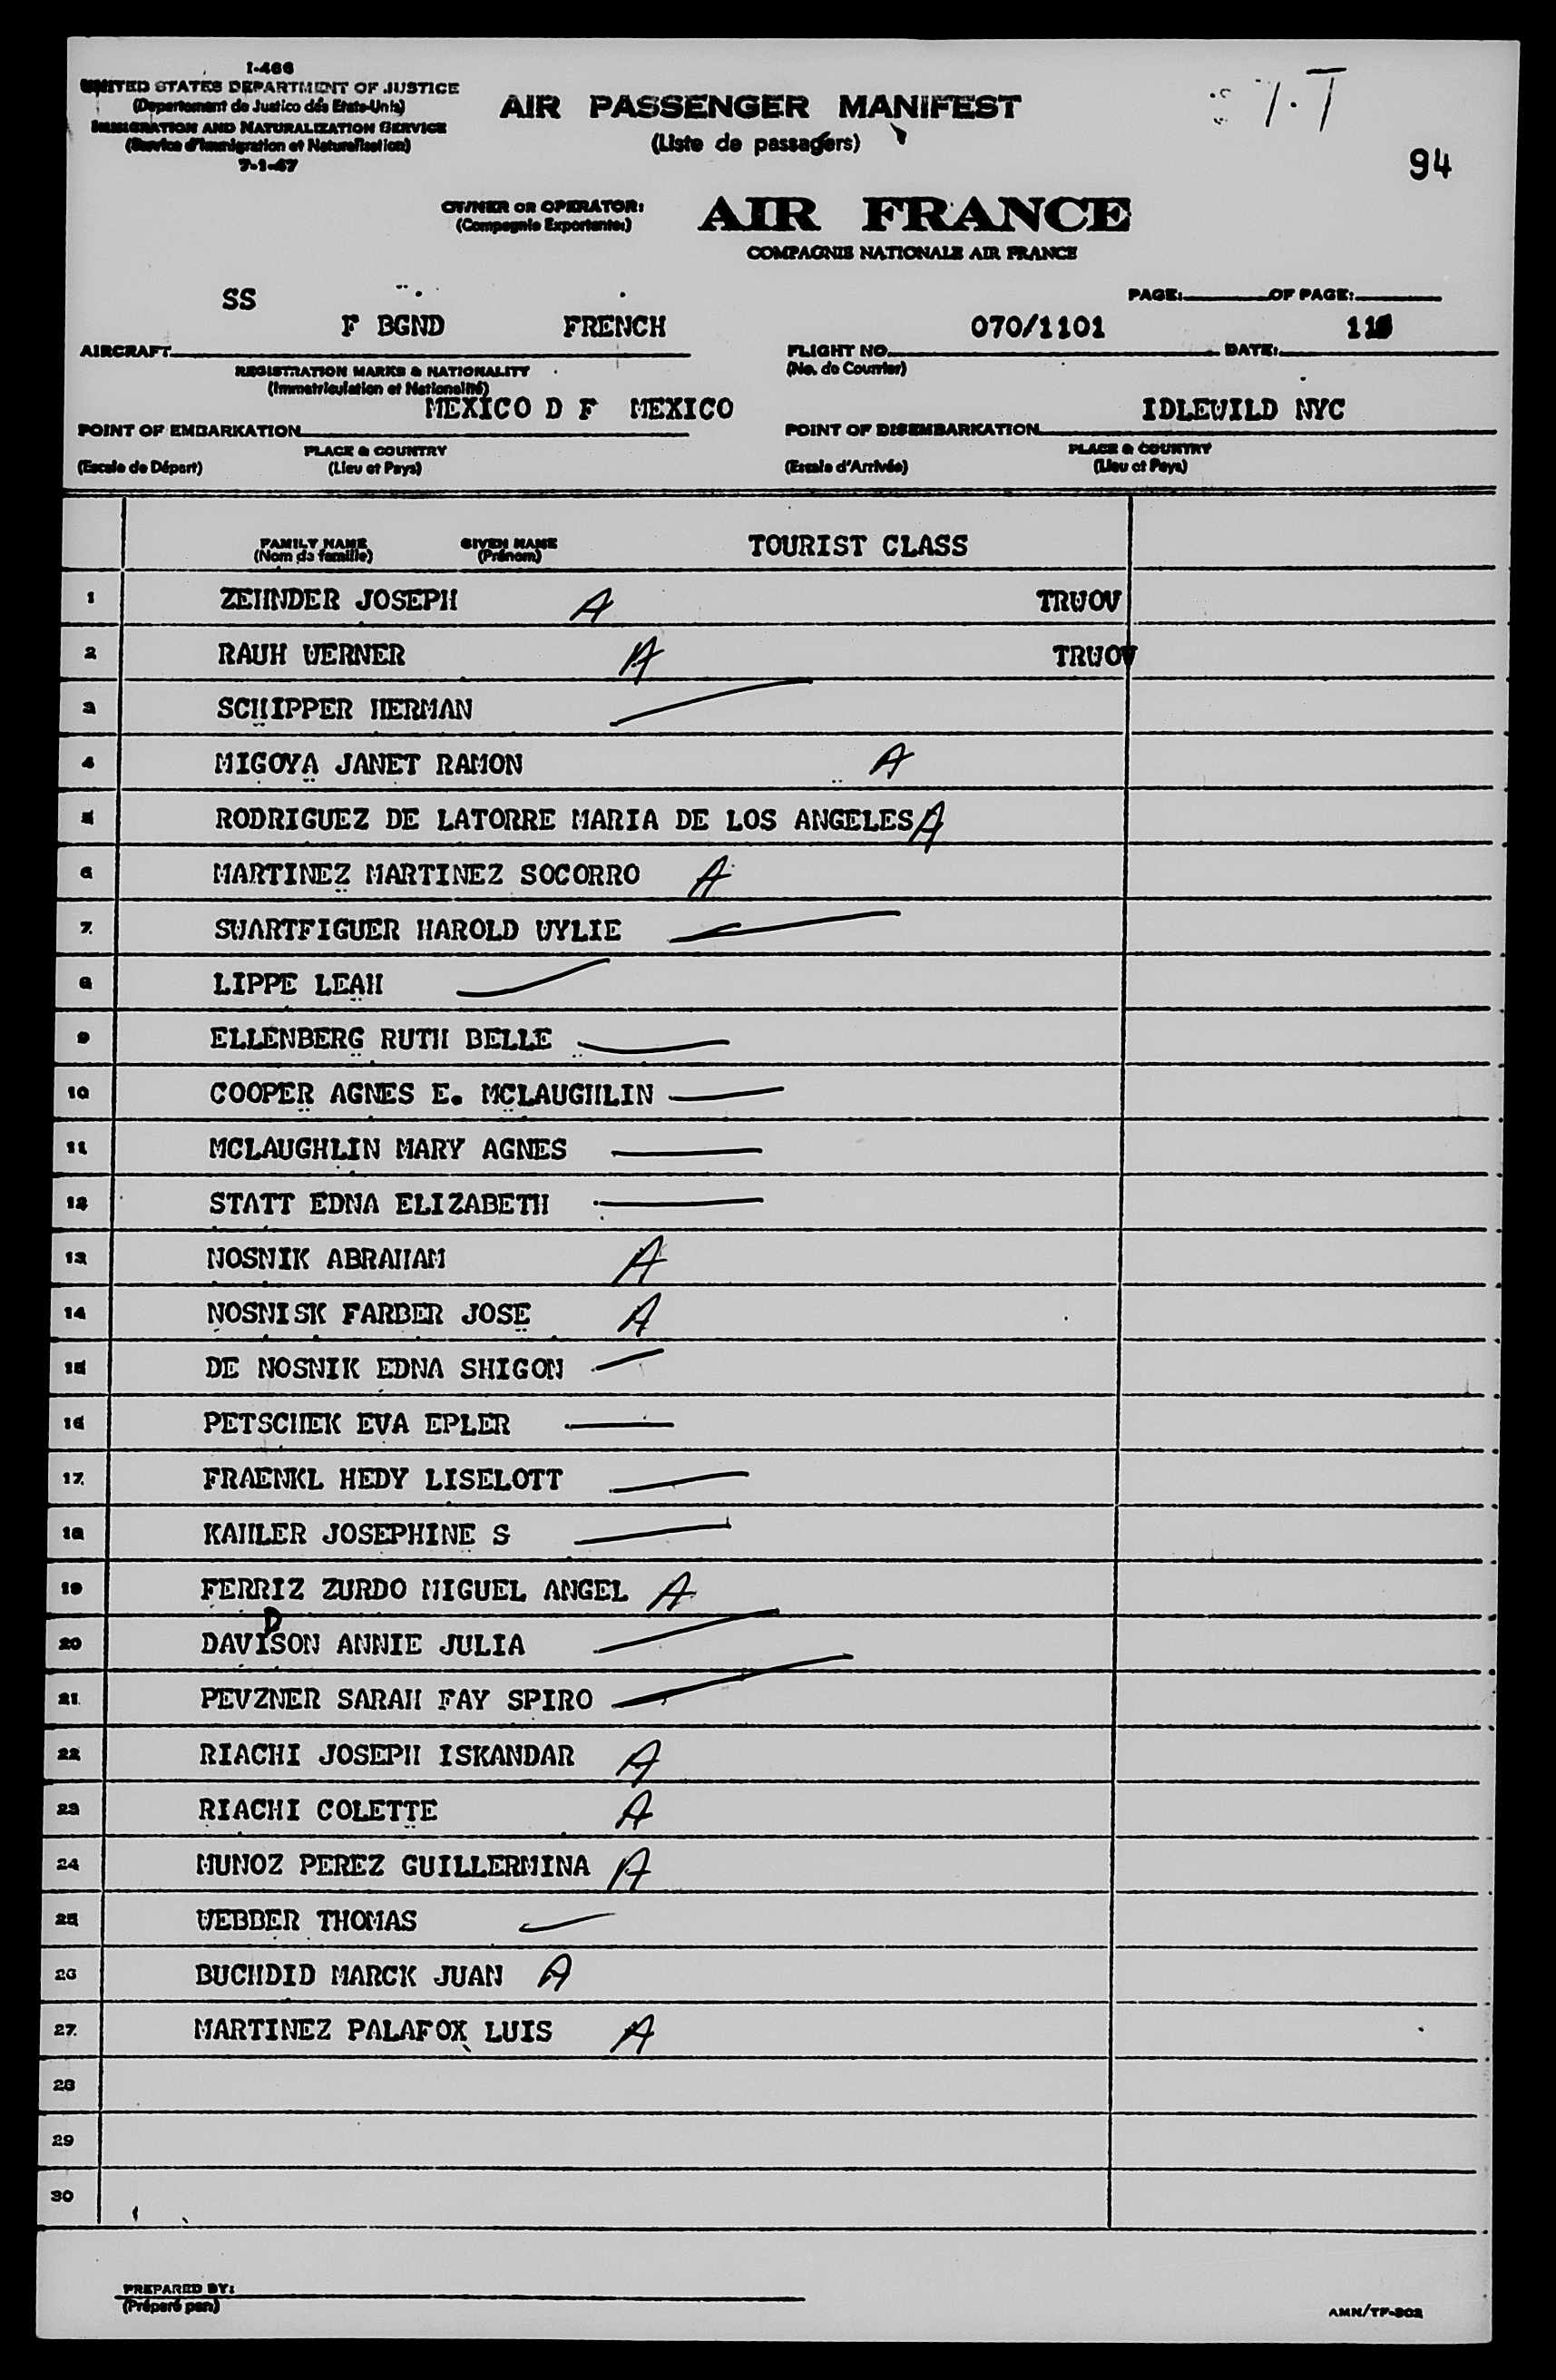 I-466
UNITED STATES DEPARTMENT OF JUSTICE
(Departement de Justice des Etats-Unis)
IMMIGRATION AND NATURALIZATION SERVICE
(Service d'Immigration et Naturalisation)
7-1-47
AIR PASSENGER MANIFEST
(Liste de passagers)
94
OWNER OR OPERATOR:
(Compagnie Exportante:)
AIR FRANCE
COMPAGNIE NATIONALE AIR FRANCE
SS
PAGE: OF PAGE:
F BGND FRENCH 070/1101
AIRCRAFT FLIGHT NO. DATE:
REGISTRATION MARKS & NATIONALITY (No. de Courrier)
(Immatriculation et Nationalité)
MEXICO D F MEXICO IDLEWILD NYC
POINT OF EMBARKATION POINT OF DISEMBARKATION
PLACE & COUNTRY PLACE & COUNTRY
(Escale de Départ) (Lieu et Pays) (Escale d'Arrivée) (Lieu et Pays)
FAMILY NAME GIVEN NAME TOURIST CLASS
(Nom de famille) (Prénom)
1 ZEHNDER JOSEPH A TRWOV
2 RAUH WERNER A TRWOV
3 SCHIPPER HERMAN
4 MIGOYA JANET RAMON A
5 RODRIGUEZ DE LATORRE MARIA DE LOS ANGELES A
6 MARTINEZ MARTINEZ SOCORRO A
7 SWARTFIGUER HAROLD WYLIE
8 LIPPE LEAH
9 ELLENBERG RUTH BELLE
10 COOPER AGNES E. MCLAUGHLIN
11 MCLAUGHLIN MARY AGNES
12 STATT EDNA ELIZABETH
13 NOSNIK ABRAHAM A
14 NOSNISK FARBER JOSE A
15 DE NOSNIK EDNA SHIGON
16 PETSCHEK EVA EPLER
17 FRAENKL HEDY LISELOTT
18 KAHLER JOSEPHINE S
19 FERRIZ ZURDO MIGUEL ANGEL A
D
20 DAVISON ANNIE JULIA
21 PEVZNER SARAH FAY SPIRO
22 RIACHI JOSEPH ISKANDAR A
23 RIACHI COLETTE A
24 MUNOZ PEREZ GUILLERMINA A
25 WEBBER THOMAS
26 BUCHDID MARCK JUAN A
27 MARTINEZ PALAFOX LUIS A
28
29
30
PREPARED BY:
(Préparé par)
AMN/TF-302